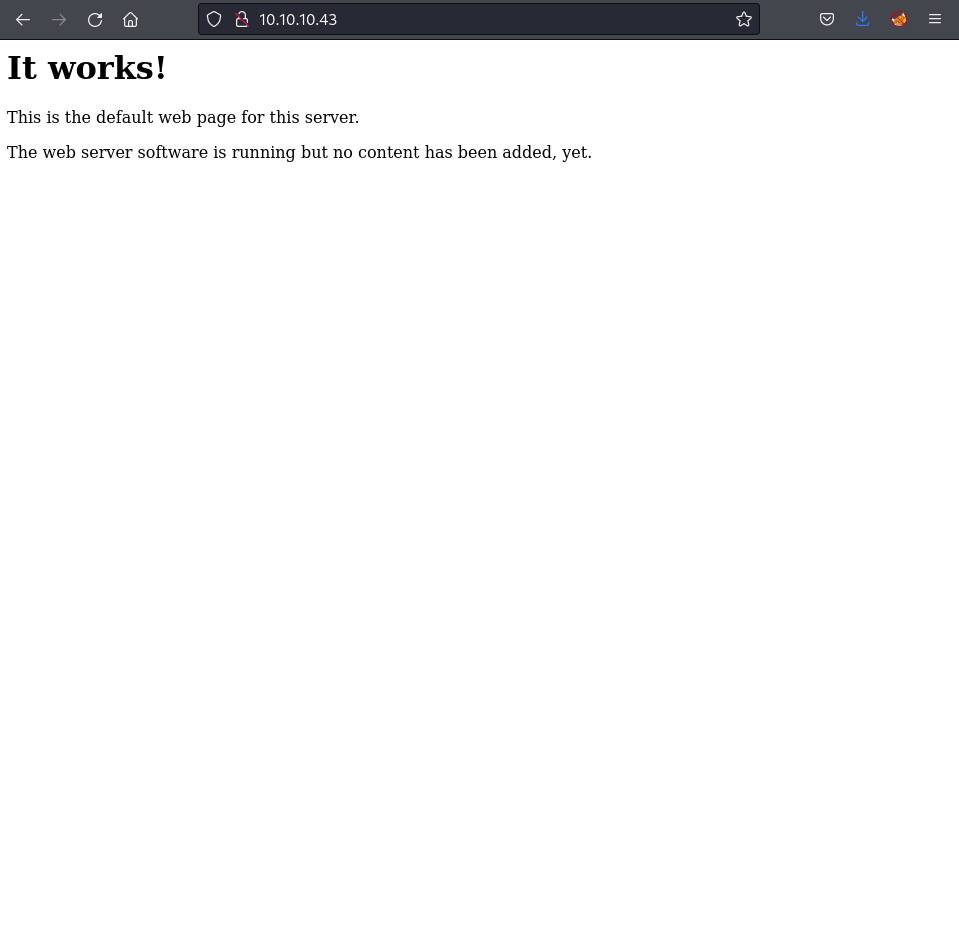 10.10.10.43
It works!
This is the default web page for this server.
The web server software is running but no content has been added, yet.